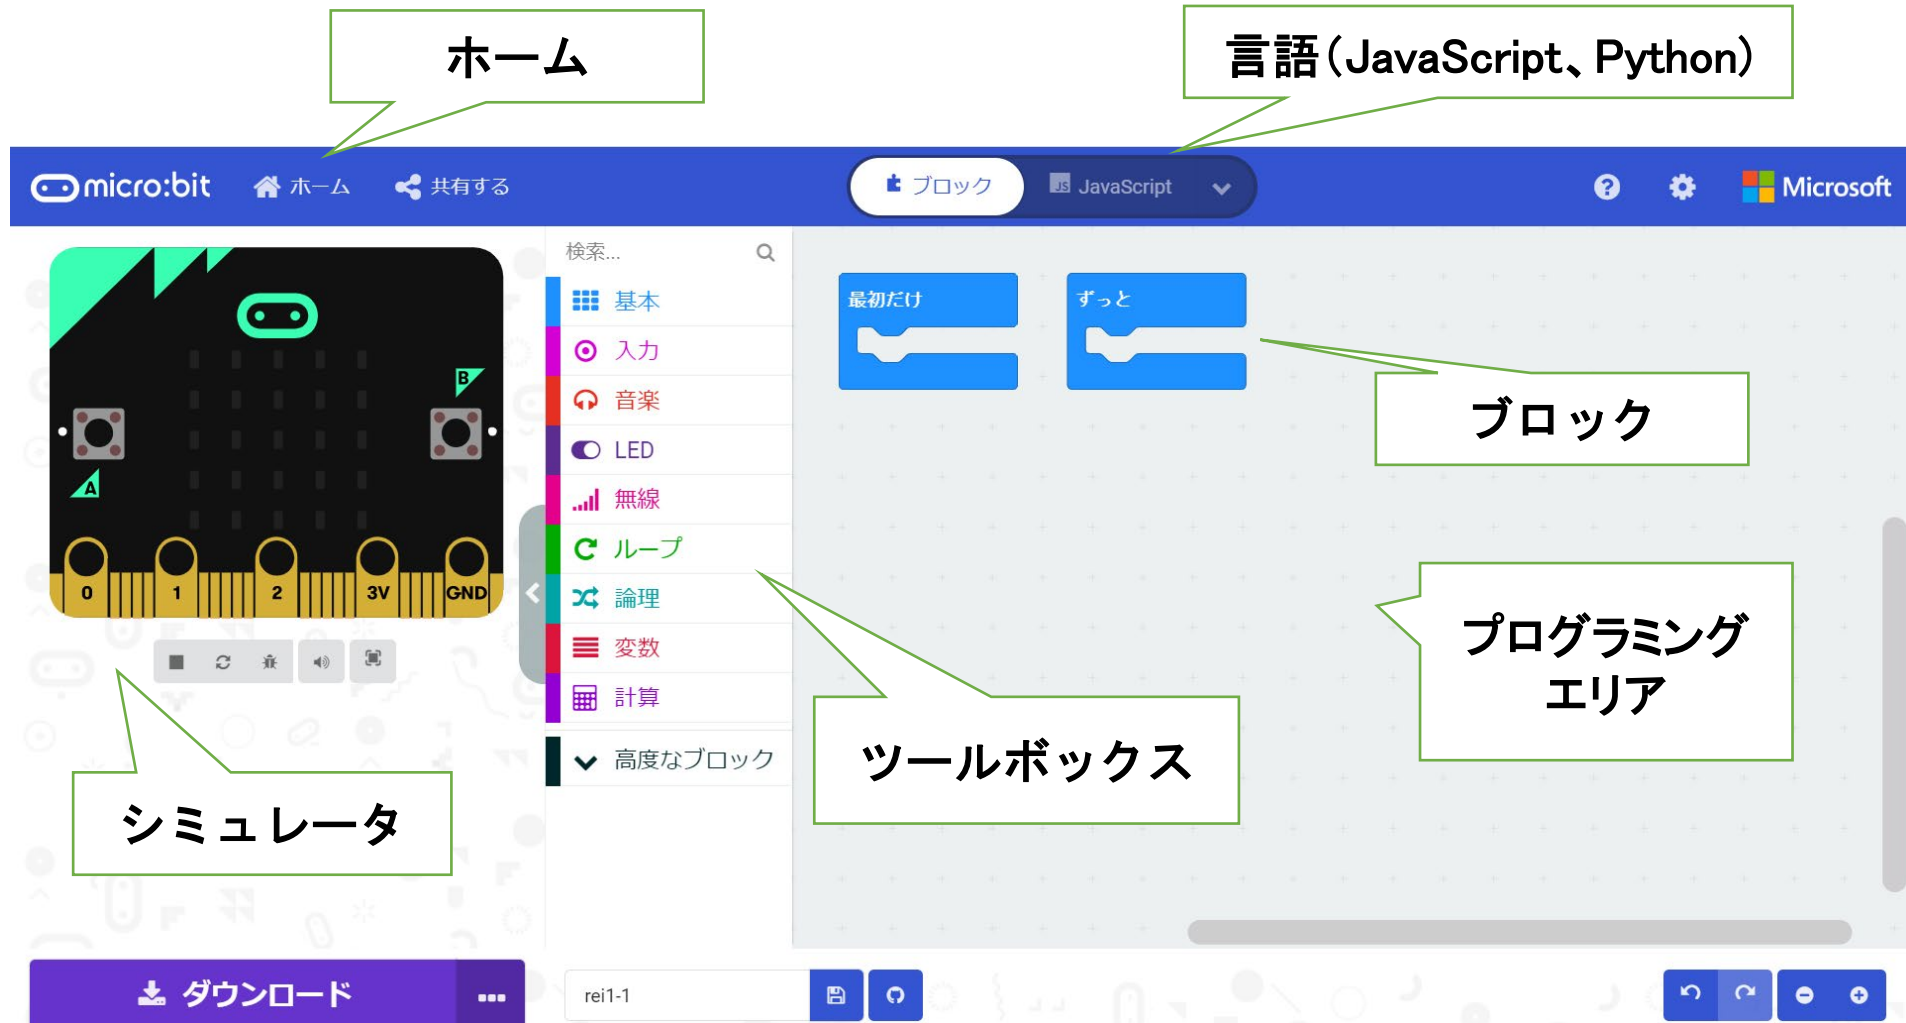 ホーム
言語(JavaScript、Python)
micro:bit
ホーム
共有する
ブロック
JS
JavaScript
?
Microsoft
検索...
基本
入力
音楽
LED
無線
ループ
論理
変数
計算
高度なブロック
B
A
0
1
2
3V
GND
最初だけ
ずっと
ブロック
プログラミング
エリア
ツールボックス
シミュレータ
ダウンロード
rei1-1